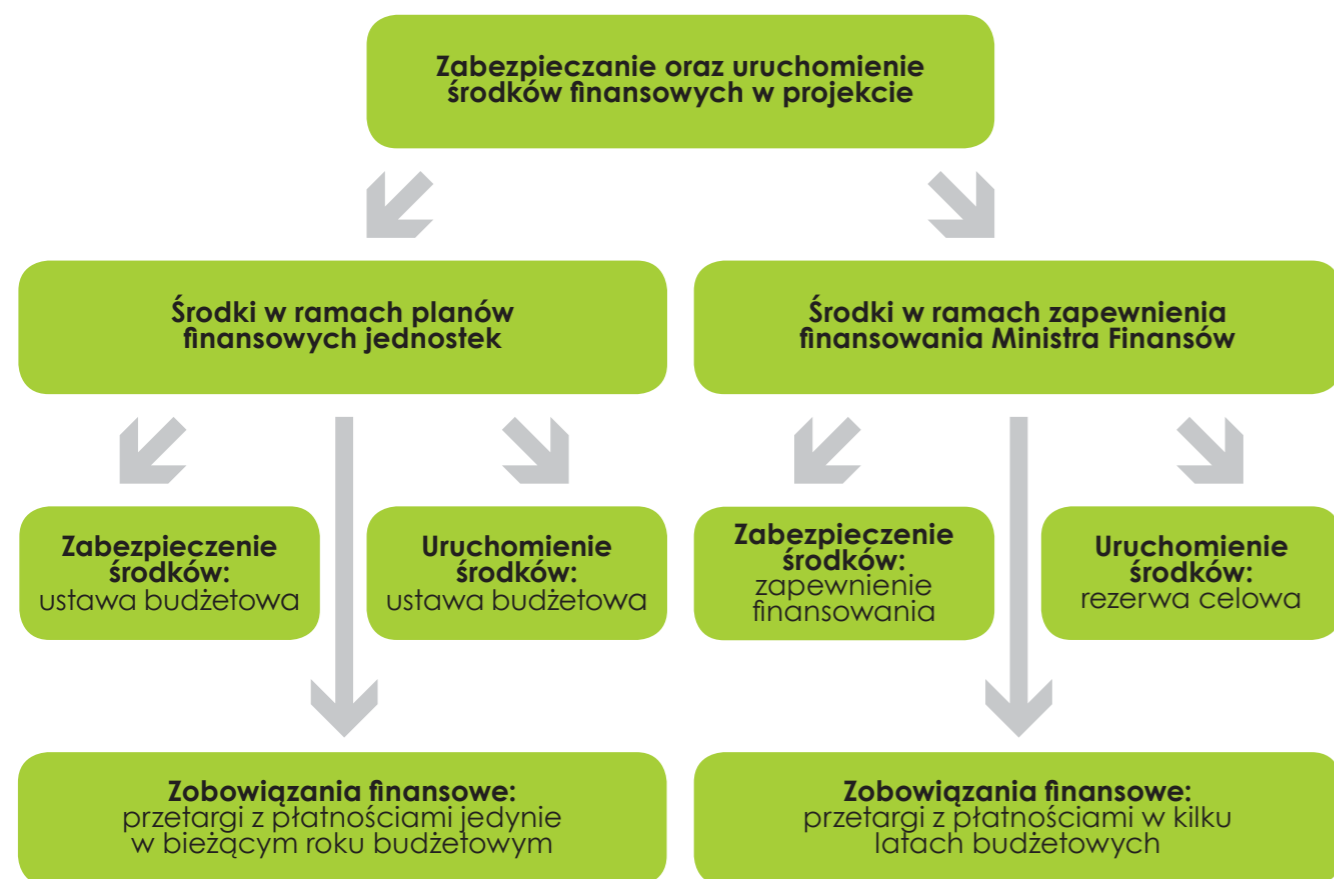 Zabezpieczanie oraz uruchomienie
środków finansowych w projekcie
Środki w ramach planów
finansowych jednostek
Środki w ramach zapewnienia
finansowania Ministra Finansów
Zabezpieczenie
środków:
ustawa budżetowa
Uruchomienie
środków:
ustawa budżetowa
Zabezpieczenie
środków:
zapewnienie
finansowania
Uruchomienie
środków:
rezerwa celowa
Zobowiązania finansowe:
przetargi z płatnościami jedynie
w bieżącym roku budżetowym
Zobowiązania finansowe:
przetargi z płatnościami w kilku
latach budżetowych